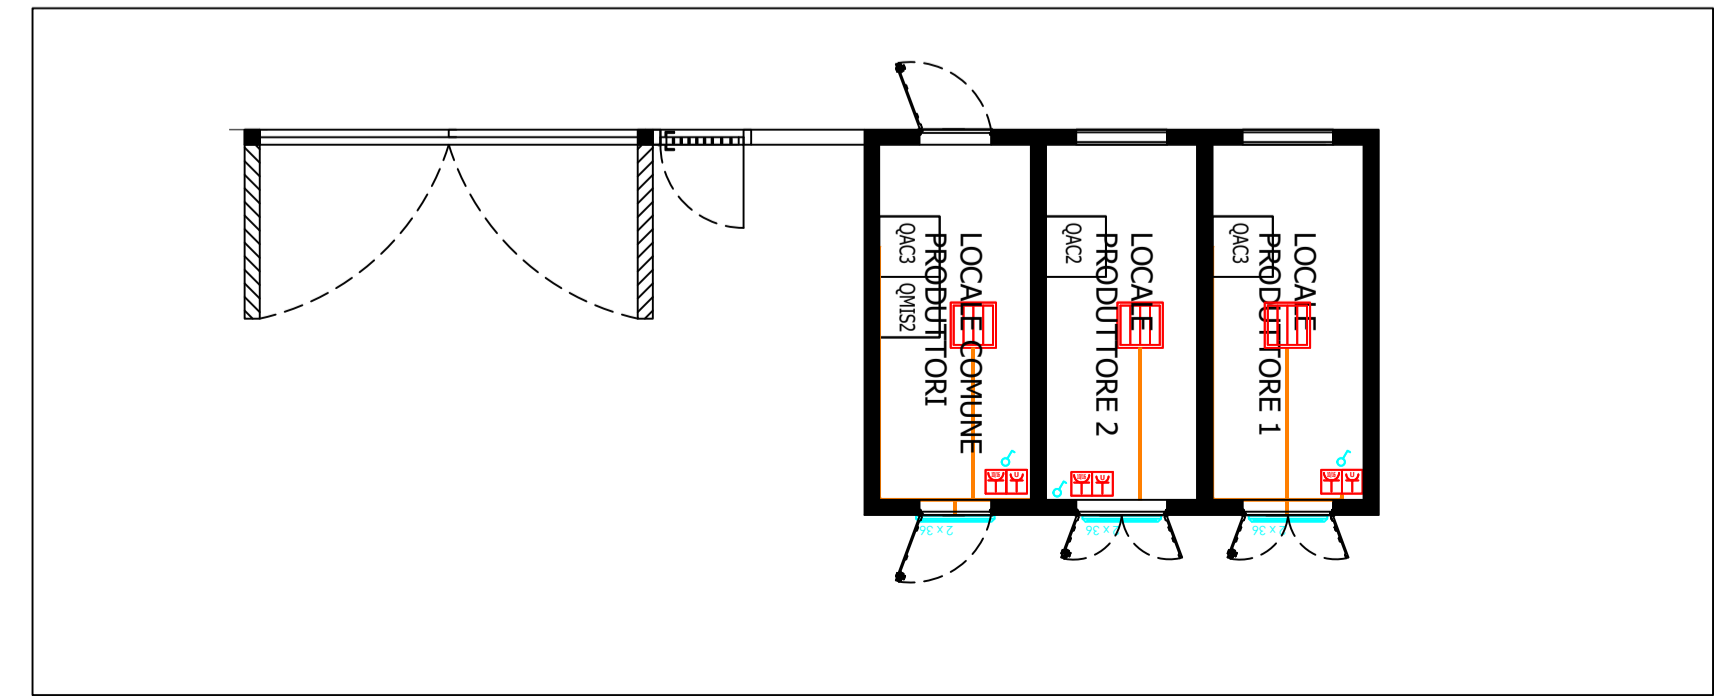 QAC3
QMIS2
LOCALE COMUNE
PRODUTTORI
QAC2
LOCALE
PRODUTTORE 2
QAC3
LOCALE
PRODUTTORE 1
2 x 36
2 x 36
2 x 36